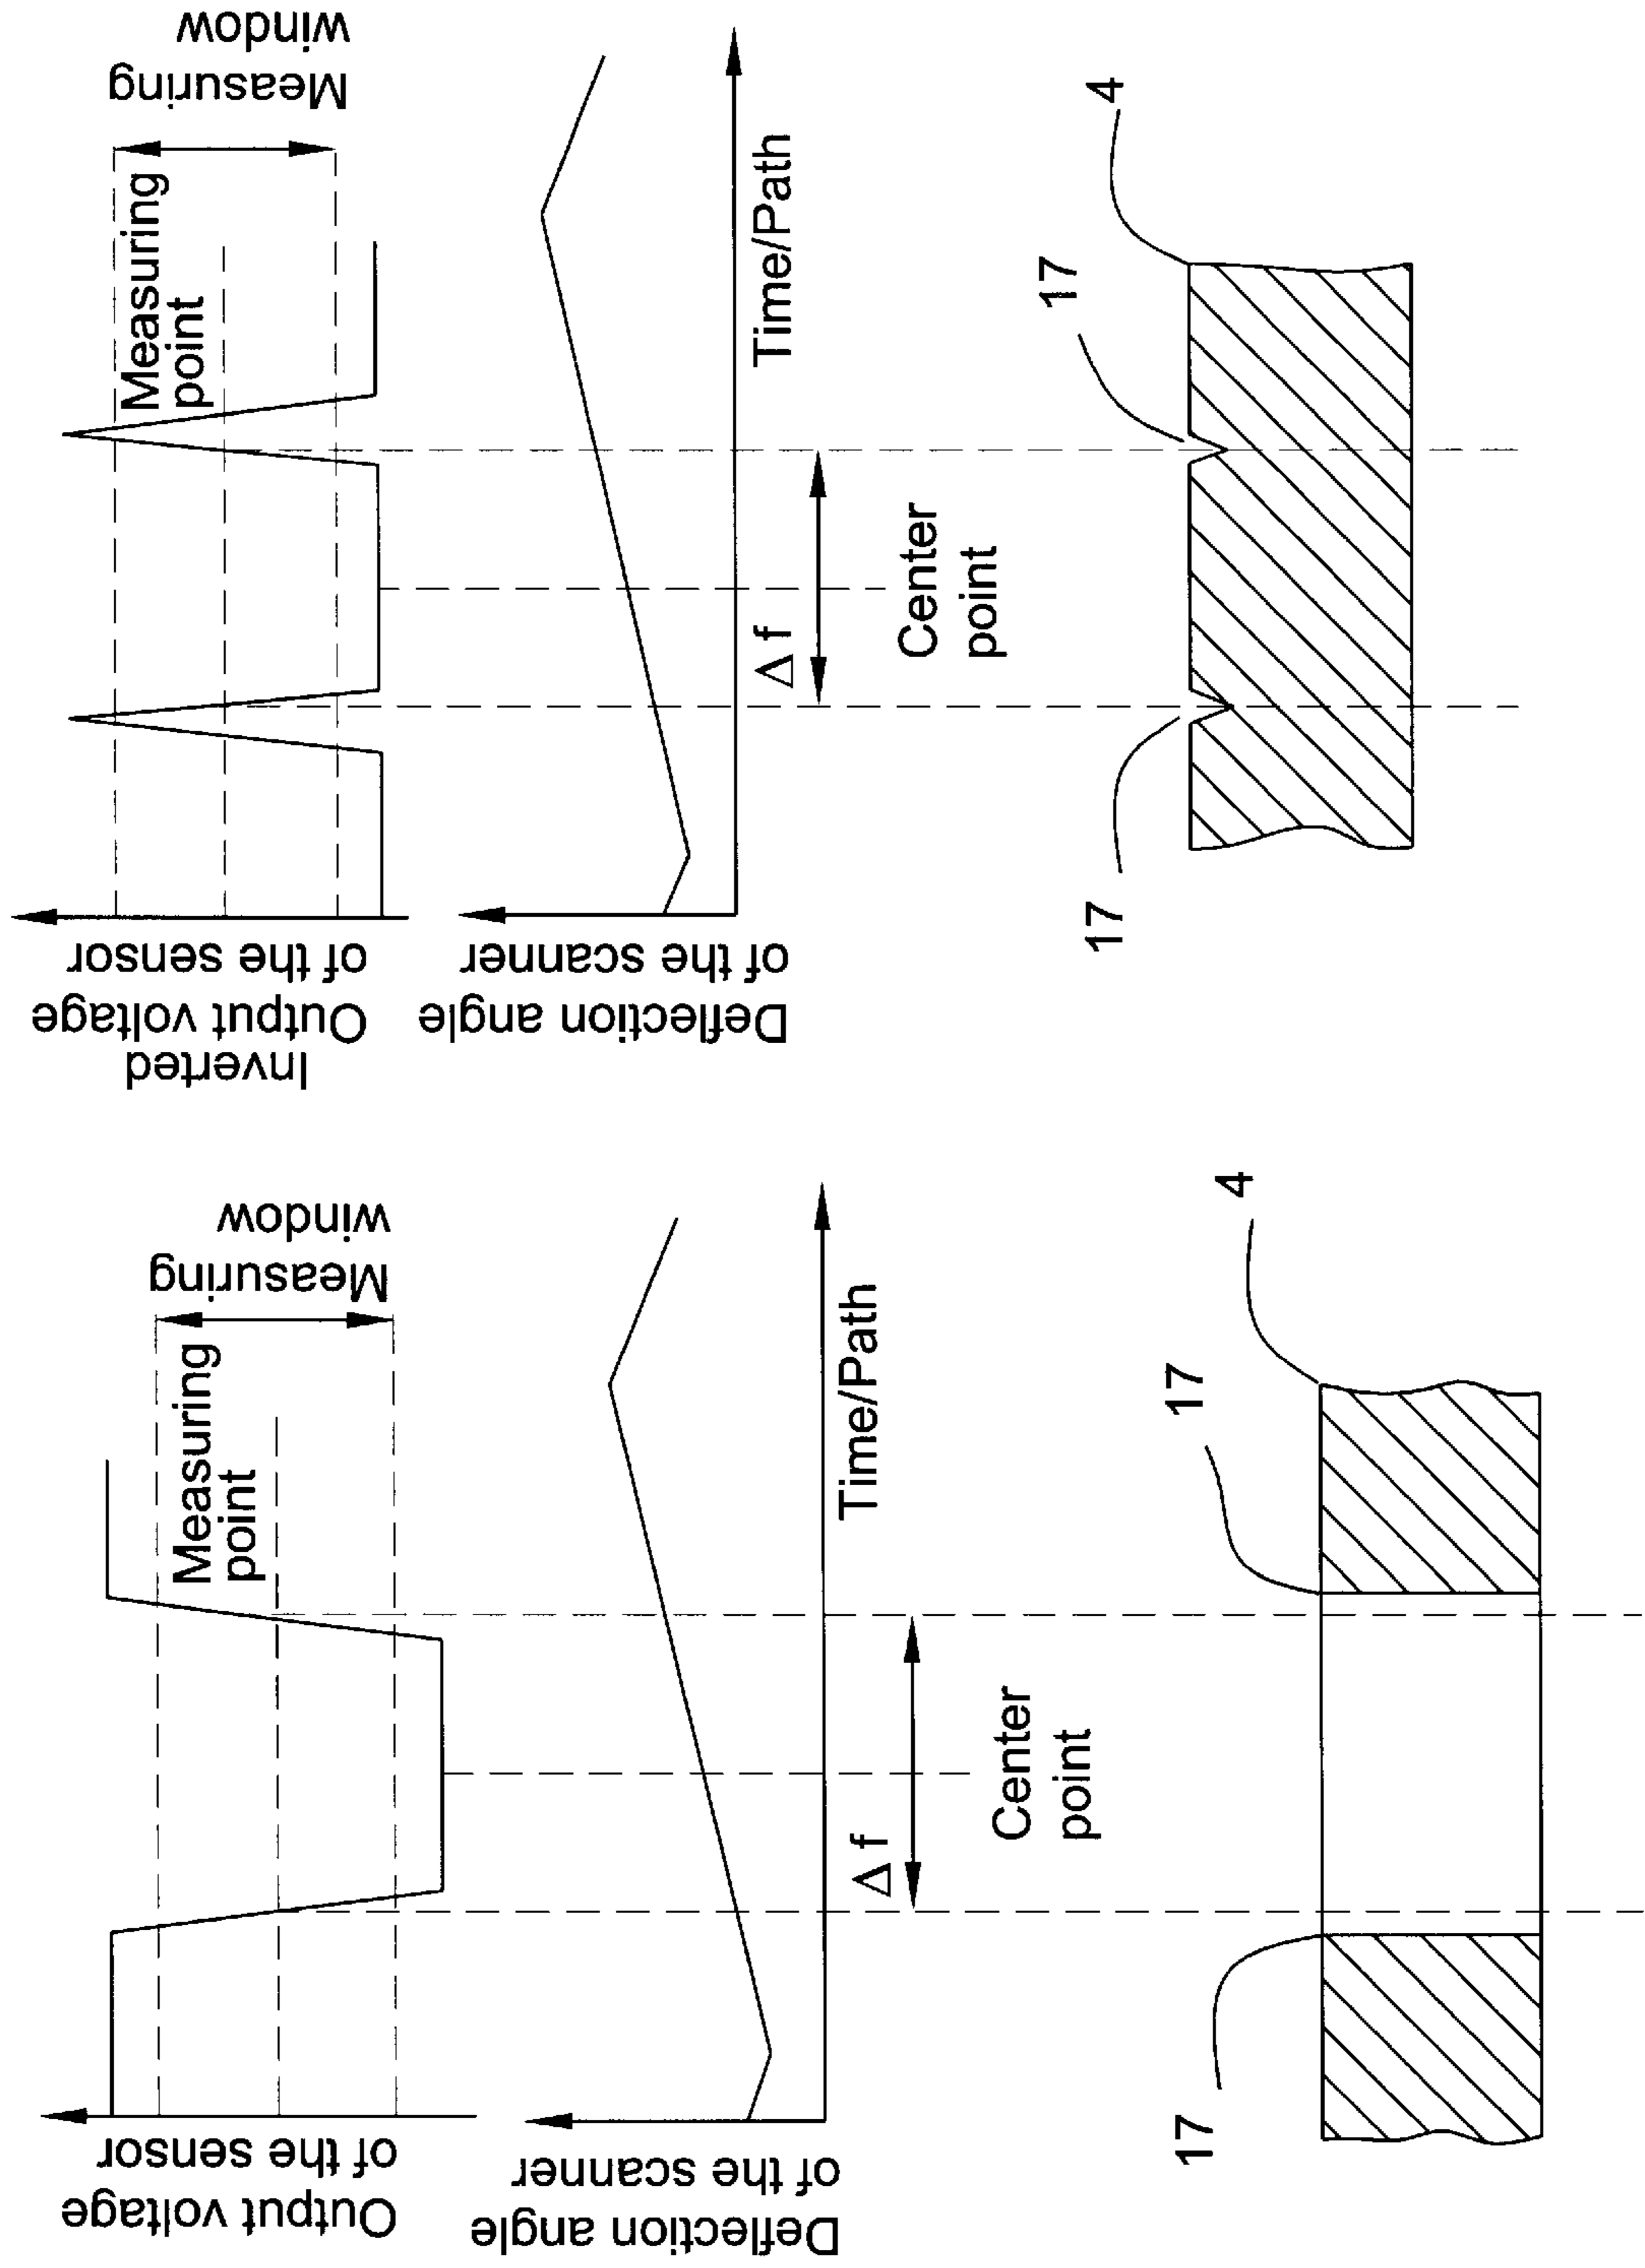 Output voltage
of the sensor
Measuring
point
Measuring
window
Deflection angle
of the scanner
Time/Path
Δ f
Center
point
17
17
4
Inverted
Output voltage
of the sensor
Measuring
point
Measuring
window
Deflection angle
of the scanner
Time/Path
Δ f
Center
point
17
17
4